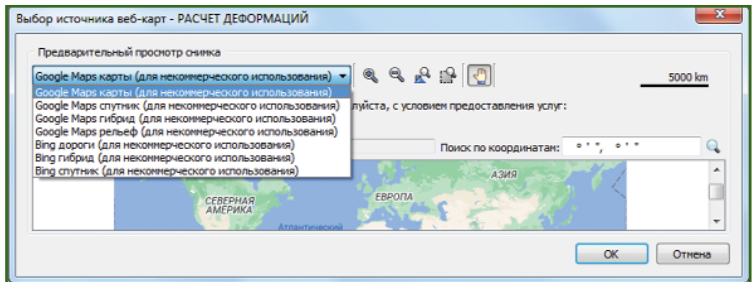 Выбор источника веб-карт - РАСЧЕТ ДЕФОРМАЦИЙ
Предварительный просмотр снимка
Google Maps карты (для некоммерческого использования)
5000 km
Google Maps карты (для некоммерческого использования)
Google Maps спутник (для некоммерческого использования)
Google Maps гибрид (для некоммерческого использования)
Google Maps рельеф (для некоммерческого использования)
Bing дороги (для некоммерческого использования)
Bing гибрид (для некоммерческого использования)
Bing спутник (для некоммерческого использования)
луйста, с условием предоставления услуг:
Поиск по координатам: ° ' ", ° ' "
АЗИЯ
ЕВРОПА
СЕВЕРНАЯ
АМЕРИКА
Атлантический
OK Отмена